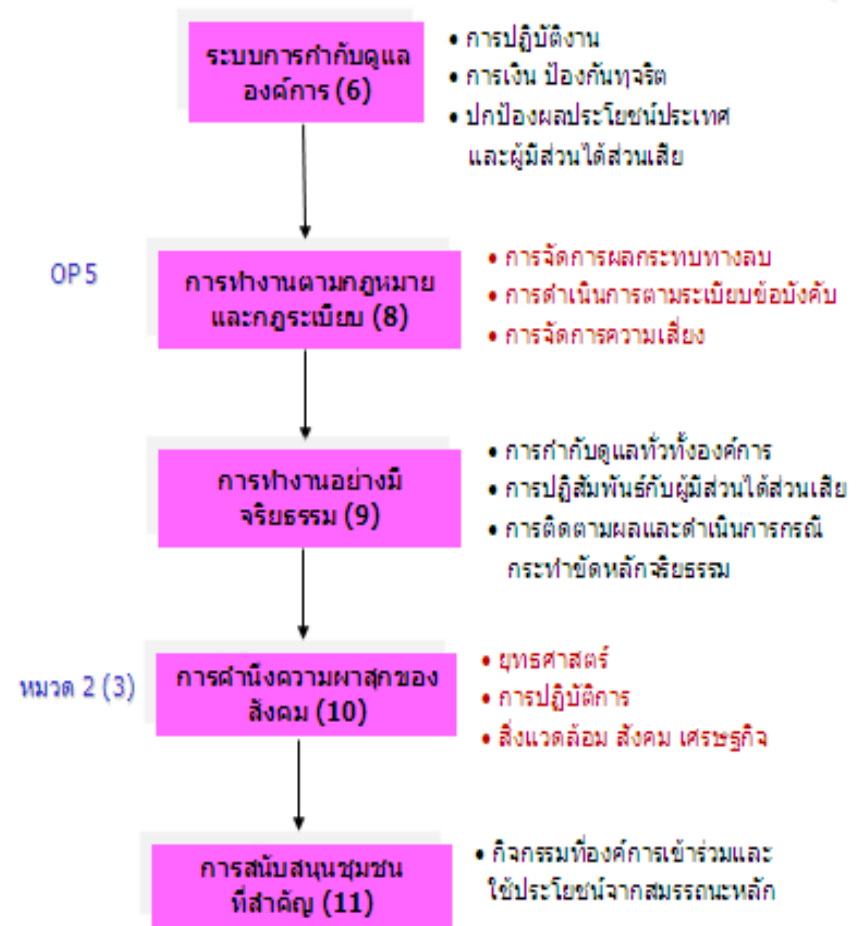 ระบบการกำกับดูแล
องค์การ (6)
• การปฏิบัติงาน
• การเงิน ป้องกันทุจริต
• ปกป้องผลประโยชน์ประเทศ
และผู้มีส่วนได้ส่วนเสีย
OP 5
การทำงานตามกฎหมาย
และกฎระเบียบ (8)
• การจัดการผลกระทบทางลบ
• การดำเนินการตามระเบียบข้อบังคับ
• การจัดการความเสี่ยง
การทำงานอย่างมี
จริยธรรม (9)
• การกำกับดูแลทั่วทั้งองค์การ
• การปฏิสัมพันธ์กับผู้มีส่วนได้ส่วนเสีย
• การติดตามผลและดำเนินการกรณี
กระทำขัดหลักจริยธรรม
หมวด 2 (3)
การคำนึงความผาสุกของ
สังคม (10)
• ยุทธศาสตร์
• การปฏิบัติการ
• สิ่งแวดล้อม สังคม เศรษฐกิจ
การสนับสนุนชุมชน
ที่สำคัญ (11)
• กิจกรรมที่องค์การเข้าร่วมและ
ใช้ประโยชน์จากสมรรถนะหลัก